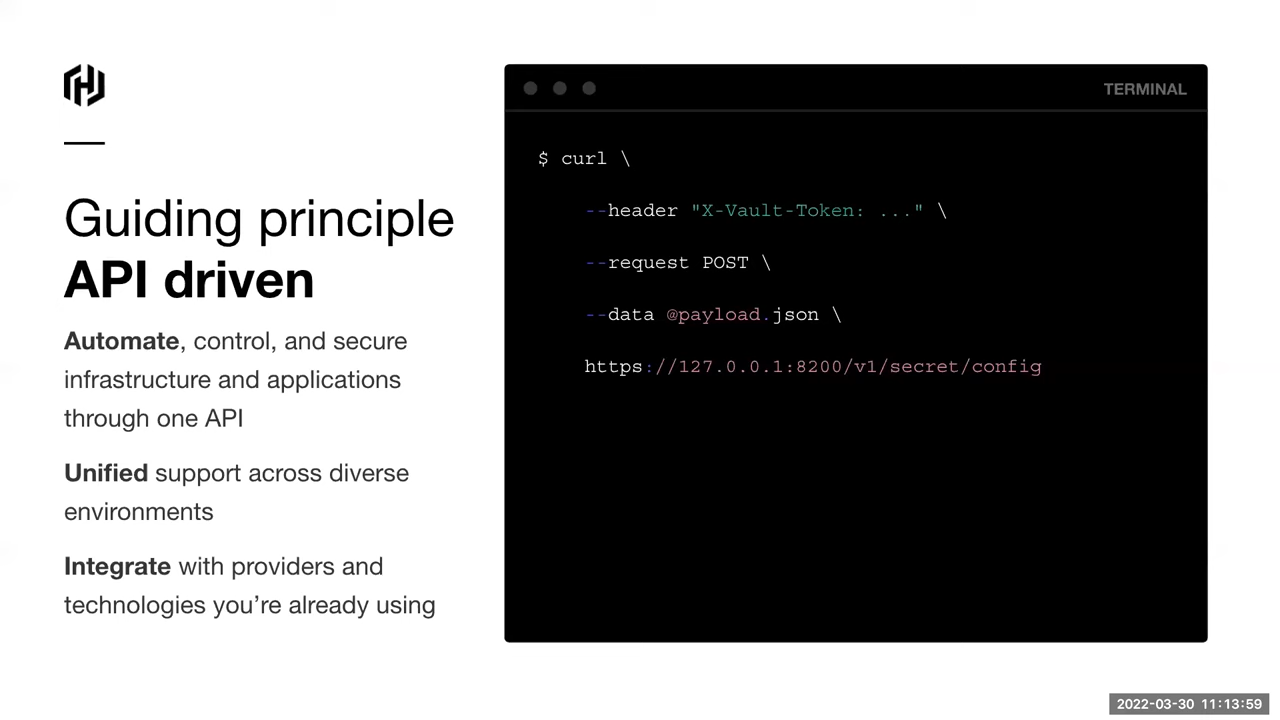 Guiding principle
API driven
Automate, control, and secure
infrastructure and applications
through one API
Unified support across diverse
environments
Integrate with providers and
technologies you're already using
TERMINAL
$ curl \
--header "X-Vault-Token: ..." \
--request POST \
--data @payload.json \
https://127.0.0.1:8200/v1/secret/config
2022-03-30 11:13:59